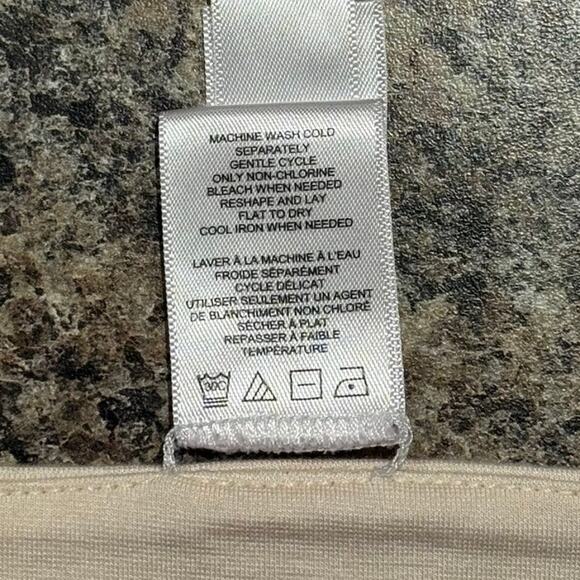 MACHINE WASH COLD
SEPARATELY
GENTLE CYCLE
ONLY NON-CHLORINE
BLEACH WHEN NEEDED
RESHAPE AND LAY
FLAT TO DRY
COOL IRON WHEN NEEDED
LAVER À LA MACHINE À L'EAU
FROIDE SÉPARÉMENT
CYCLE DÉLICAT
UTILISER SEULEMENT UN AGENT
DE BLANCHIMENT NON CHLORÉ
SÉCHER À PLAT
REPASSER À FAIBLE
TEMPÉRATURE
30C